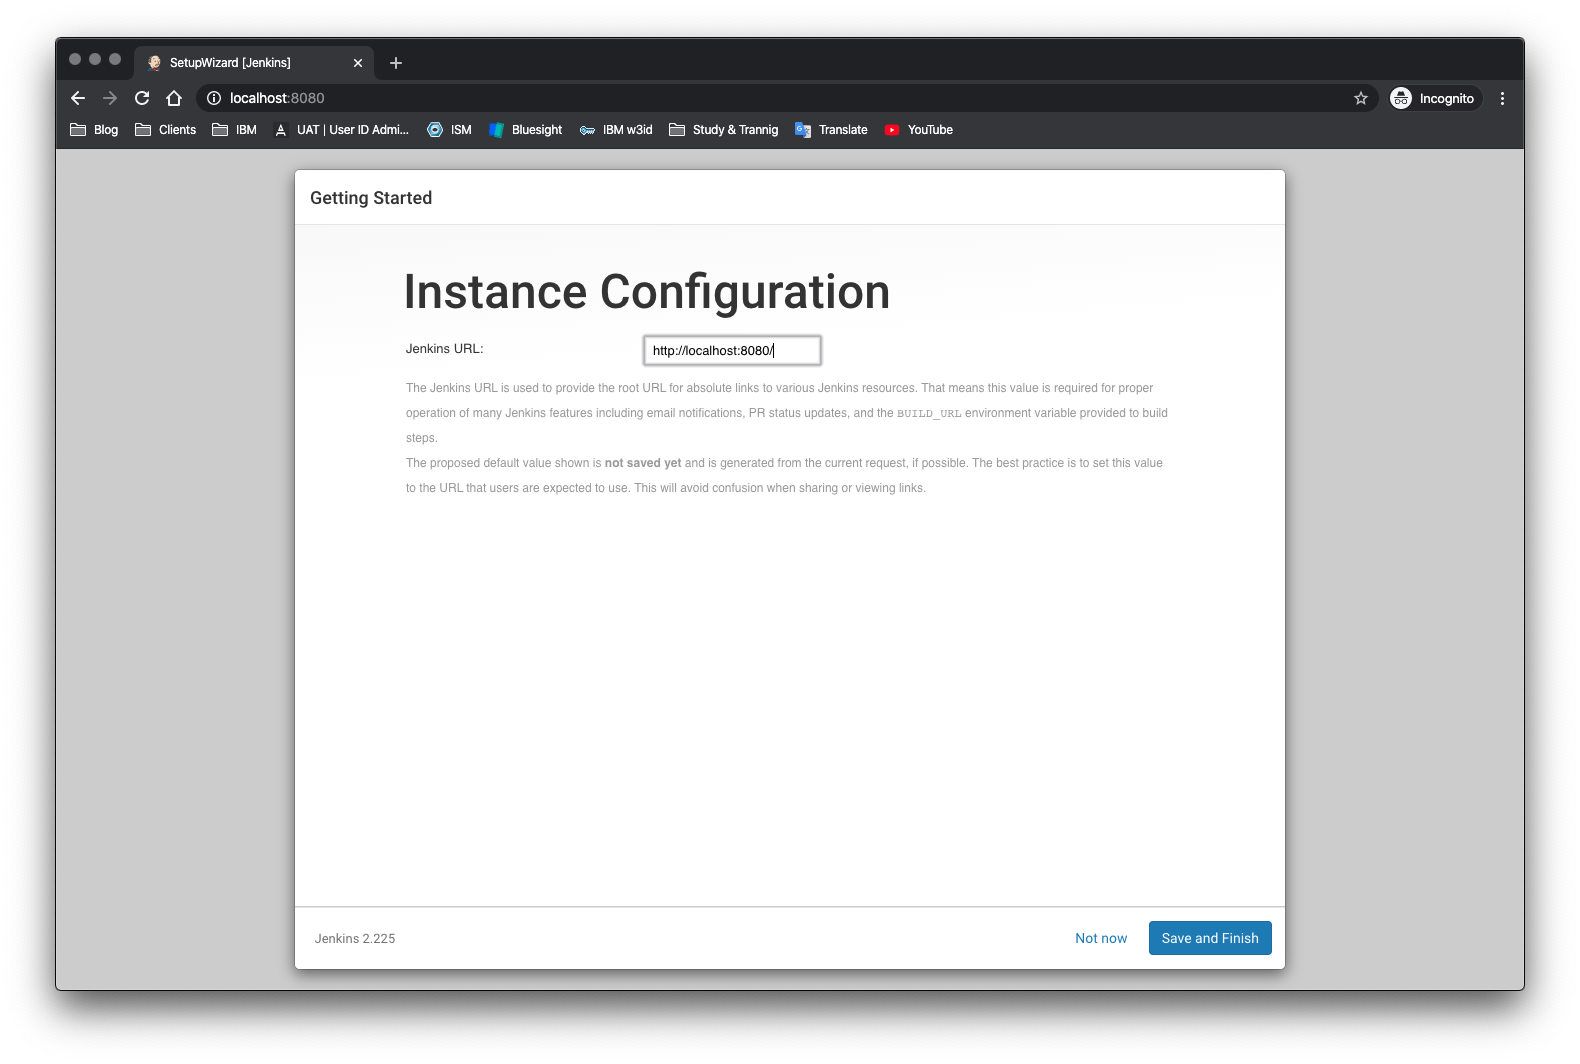 SetupWizard [Jenkins]
localhost:8080
Incognito
Blog Clients IBM UAT | User ID Admi... ISM Bluesight IBM w3id Study & Trannig Translate YouTube
Getting Started
Instance Configuration
Jenkins URL: http://localhost:8080/
The Jenkins URL is used to provide the root URL for absolute links to various Jenkins resources. That means this value is required for proper
operation of many Jenkins features including email notifications, PR status updates, and the BUILD_URL environment variable provided to build
steps.
The proposed default value shown is not saved yet and is generated from the current request, if possible. The best practice is to set this value
to the URL that users are expected to use. This will avoid confusion when sharing or viewing links.
Jenkins 2.225
Not now
Save and Finish